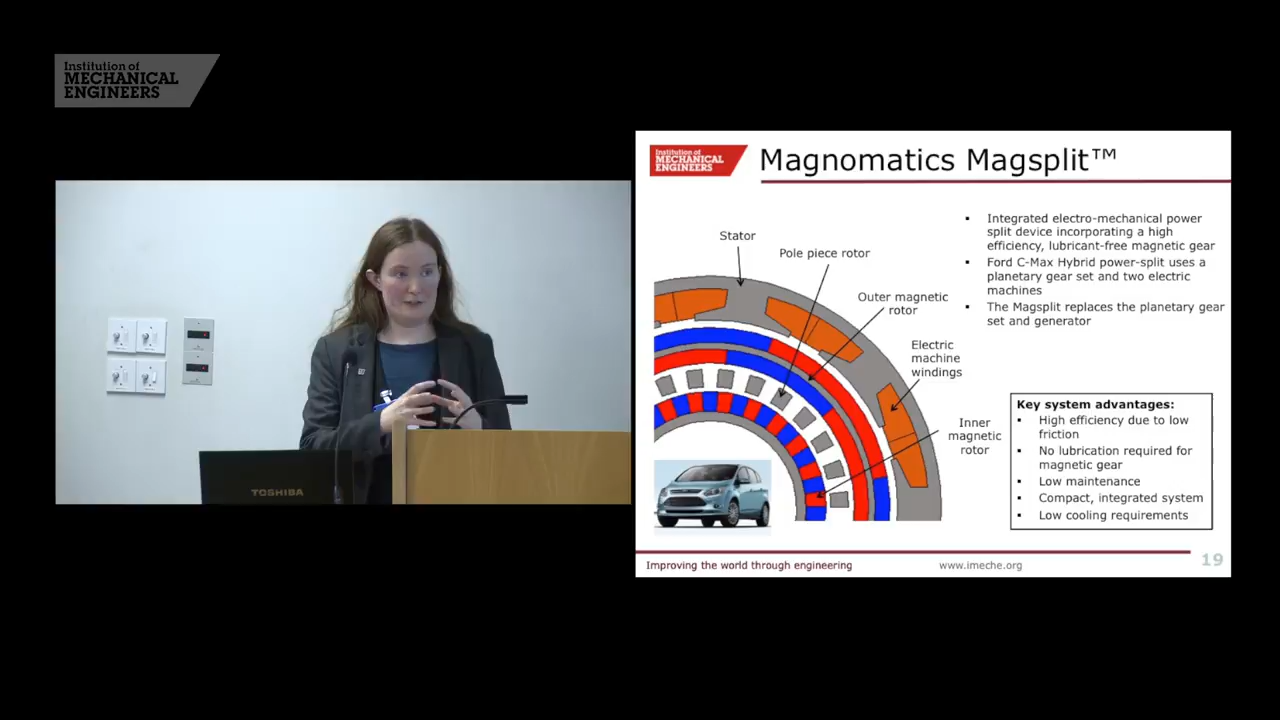 Institution of
MECHANICAL
ENGINEERS
TOSHIBA
Institution of
MECHANICAL
ENGINEERS
Magnomatics Magsplit™
Stator
Pole piece rotor
Outer magnetic
rotor
Electric
machine
windings
Inner
magnetic
rotor
▪ Integrated electro-mechanical power
split device incorporating a high
efficiency, lubricant-free magnetic gear
▪ Ford C-Max Hybrid power-split uses a
planetary gear set and two electric
machines
▪ The Magsplit replaces the planetary gear
set and generator
Key system advantages:
▪ High efficiency due to low
friction
▪ No lubrication required for
magnetic gear
▪ Low maintenance
▪ Compact, integrated system
▪ Low cooling requirements
Improving the world through engineering
www.imeche.org
19